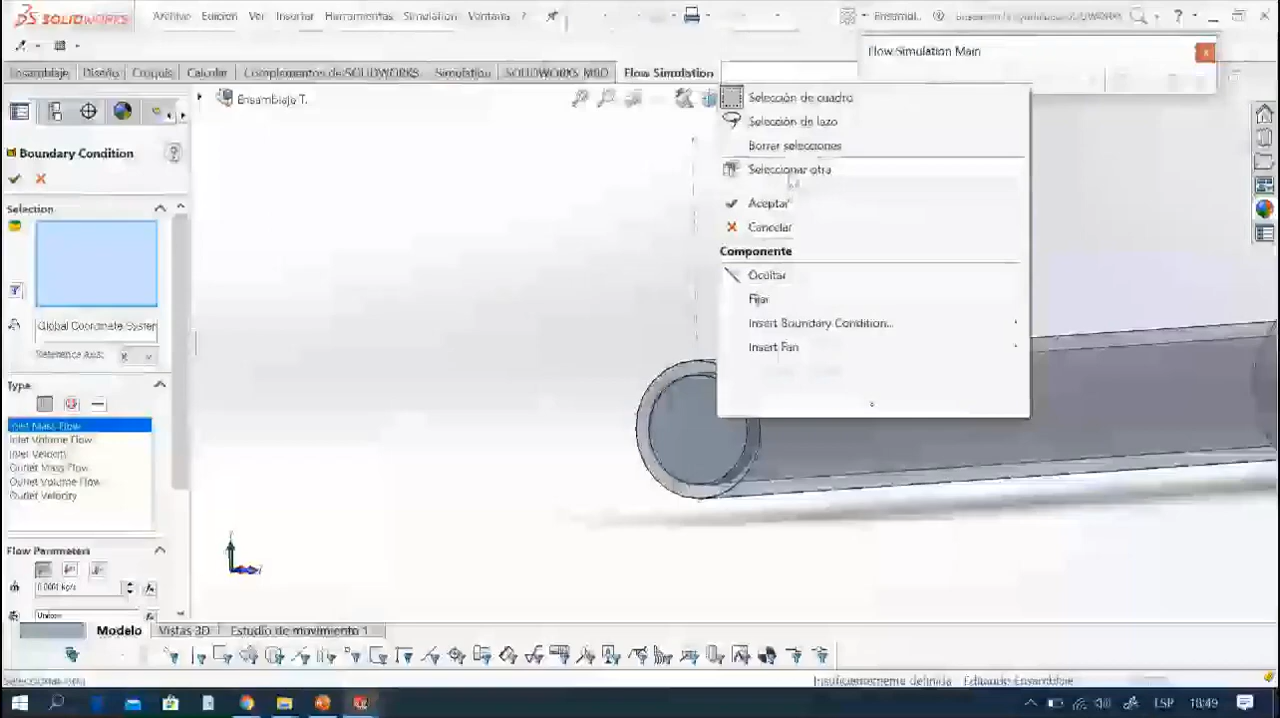 SOLIDWORKS
Archivo Edición Ver Insertar Herramientas Simulation Ventana ?
Ensambl...
Flow Simulation Main
Ensamblaje Diseño Croquis Calcular Complementos de SOLIDWORKS Simulation SOLIDWORKS MBD Flow Simulation
Ensamblaje T.
Boundary Condition
Selection
Global Coordinate System
Reference Axis: X
Type
Inlet Mass Flow
Inlet Volume Flow
Inlet Velocity
Outlet Mass Flow
Outlet Volume Flow
Outlet Velocity
Flow Parameters
0.0001 kg/s
Uniform
Selección de cuadro
Selección de lazo
Borrar selecciones
Seleccionar otra
Aceptar
Cancelar
Componente
Ocultar
Fijar
Insert Boundary Condition...
Insert Fan
Modelo Vistas 3D Estudio de movimiento 1
Insuficientemente definida Editando Ensamblaje
ESP 18:49